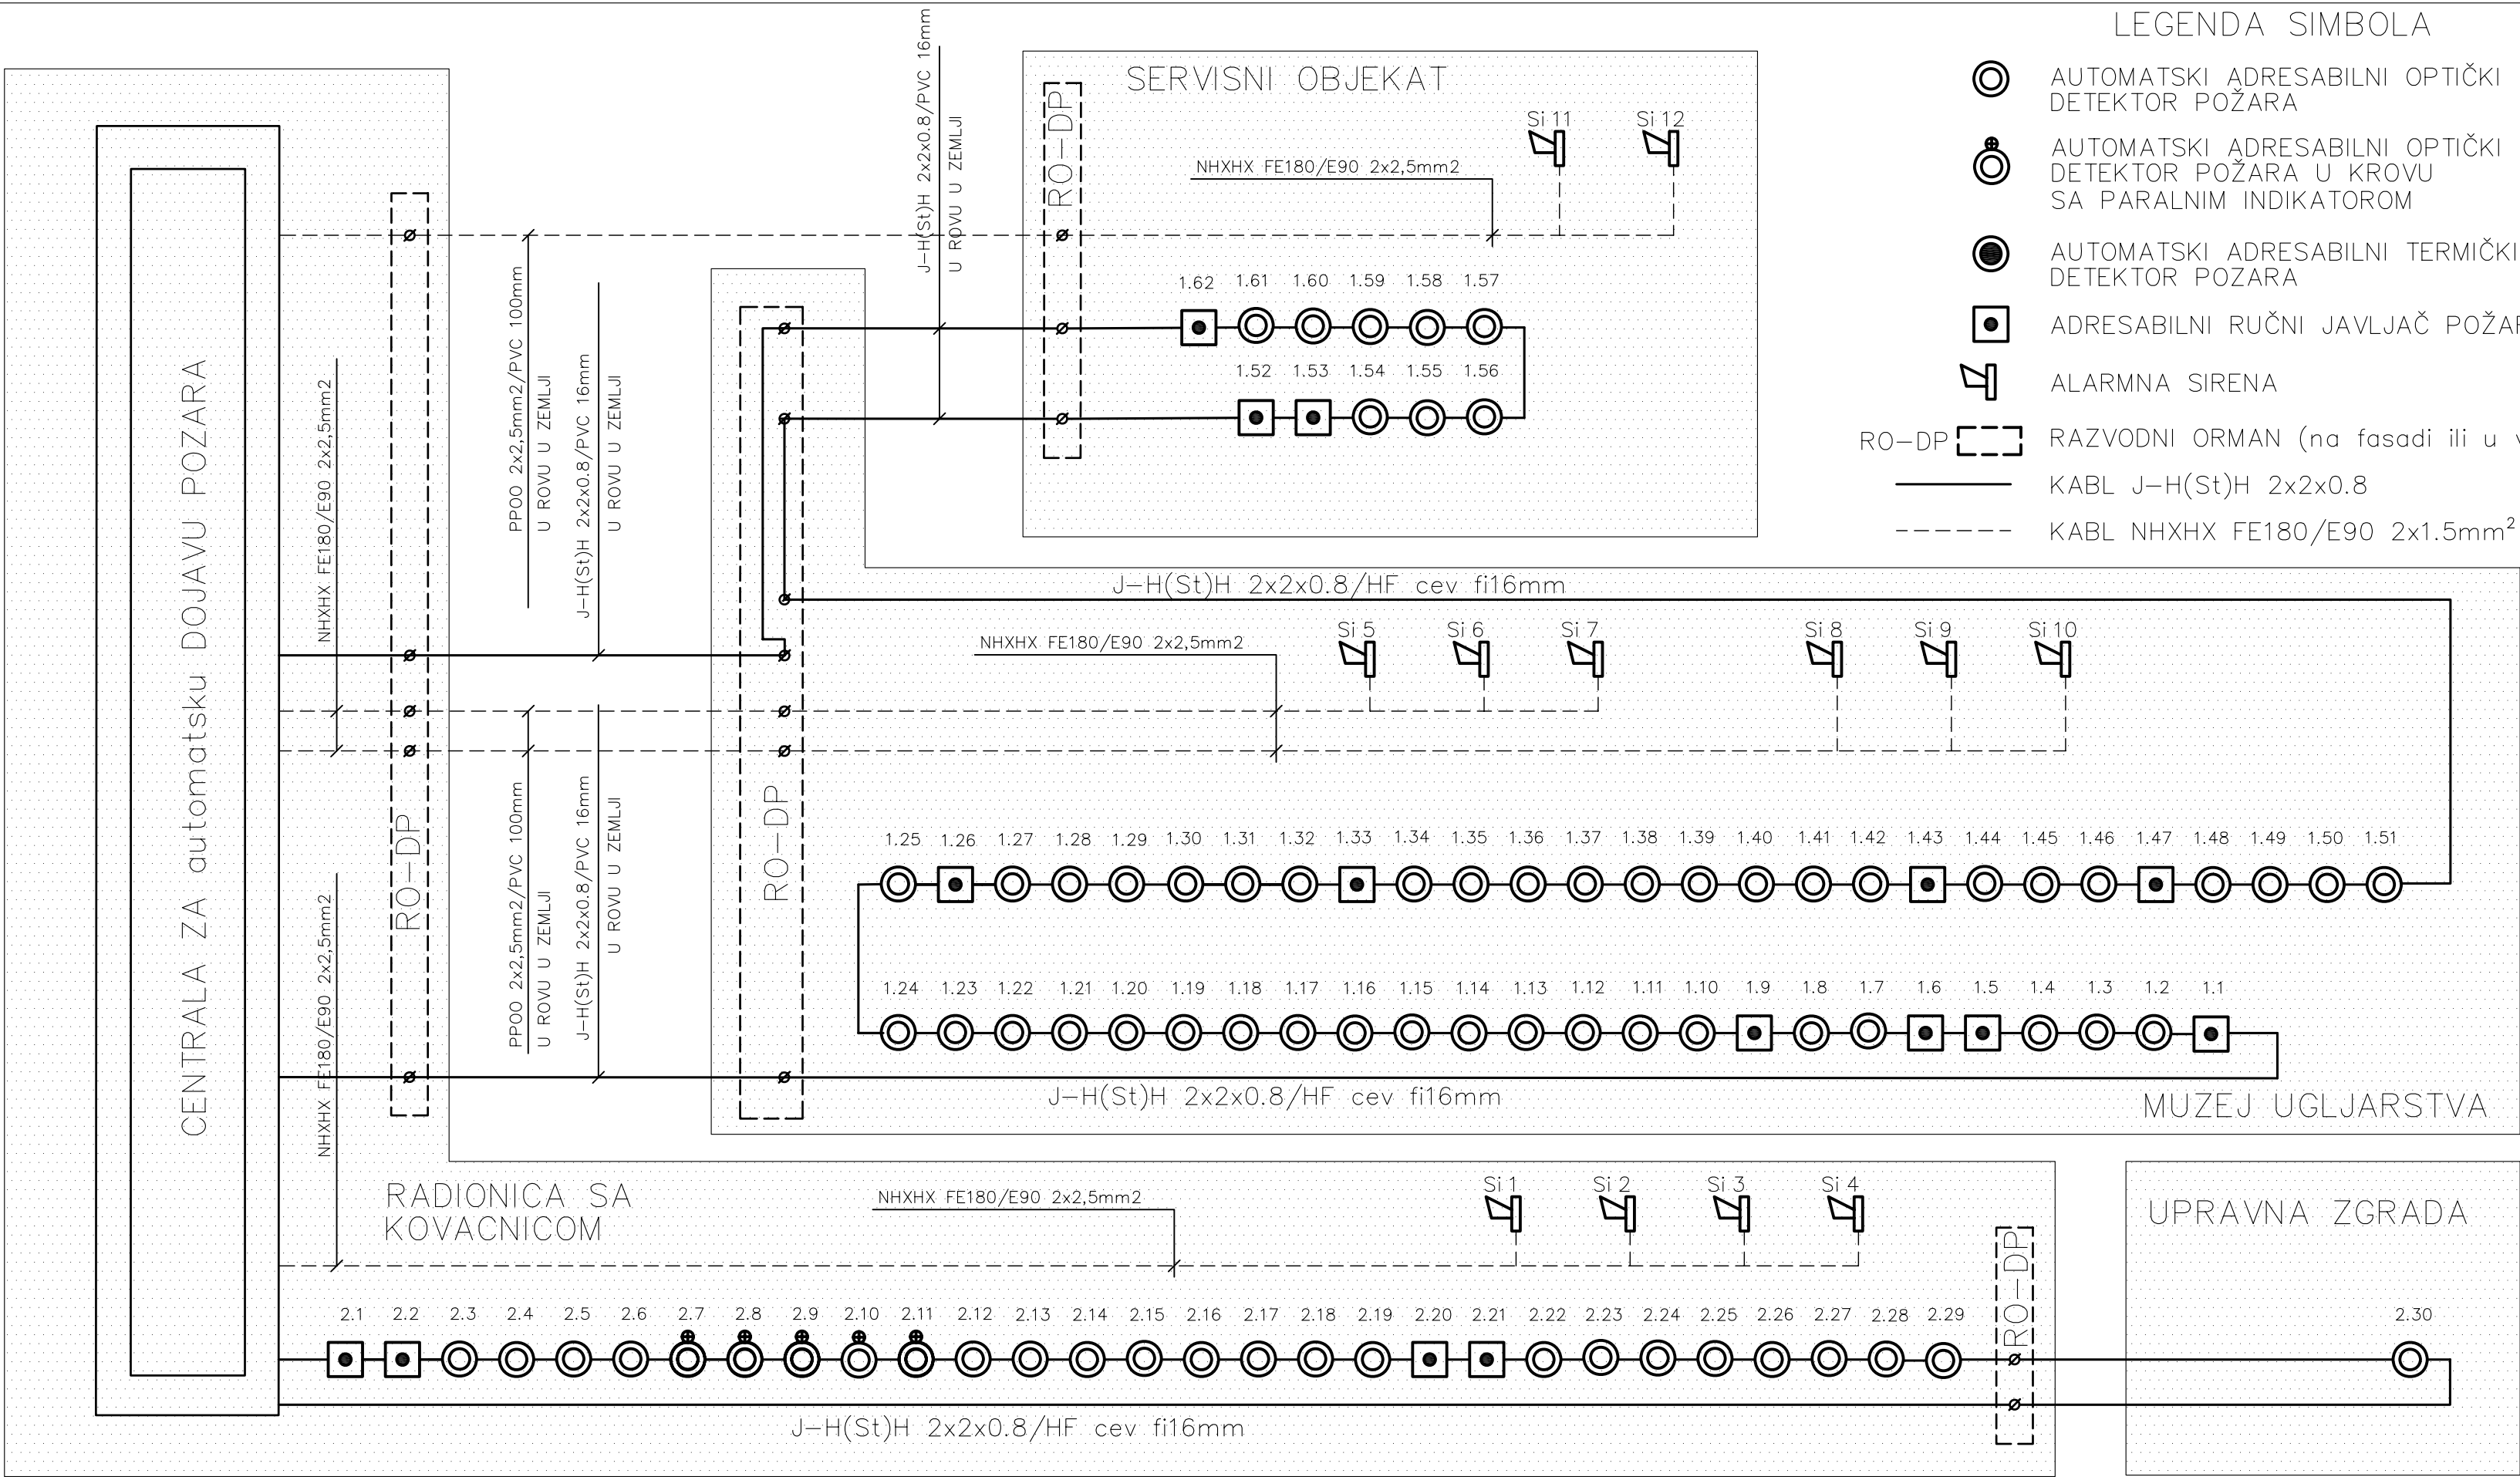 LEGENDA SIMBOLA
AUTOMATSKI ADRESABILNI OPTIČKI
DETEKTOR POŽARA
AUTOMATSKI ADRESABILNI OPTIČKI
DETEKTOR POŽARA U KROVU
SA PARALNIM INDIKATOROM
AUTOMATSKI ADRESABILNI TERMIČKI
DETEKTOR POZARA
ADRESABILNI RUČNI JAVLJAČ
ALARMNA SIRENA
RO-DP
RAZVODNI ORMAN (na fasadi ili u
KABL J-H(St)H 2x2x0.8
KABL NHXHX FE180/E90 2x1.5mm²
CENTRALA ZA automatsku DOJAVU POZARA
RO-DP
NHXHX FE180/E90 2x2,5mm2
NHXHX FE180/E90 2x2,5mm2
PP00 2x2,5mm2/PVC 100mm
U ROVU U ZEMLJI
J-H(St)H 2x2x0.8/PVC 16mm
U ROVU U ZEMLJI
PP00 2x2,5mm2/PVC 100mm
U ROVU U ZEMLJI
J-H(St)H 2x2x0.8/PVC 16mm
U ROVU U ZEMLJI
J-H(St)H 2x2x0.8/PVC 16mm
U ROVU U ZEMLJI
SERVISNI OBJEKAT
RO-DP
Si 11 Si 12
NHXHX FE180/E90 2x2,5mm2
1.62 1.61 1.60 1.59 1.58 1.57
1.52 1.53 1.54 1.55 1.56
RO-DP
J-H(St)H 2x2x0.8/HF cev fi16mm
Si 5 Si 6 Si 7 Si 8 Si 9 Si 10
NHXHX FE180/E90 2x2,5mm2
1.25 1.26 1.27 1.28 1.29 1.30 1.31 1.32 1.33 1.34 1.35 1.36 1.37 1.38 1.39 1.40 1.41 1.42 1.43 1.44 1.45 1.46 1.47 1.48 1.49 1.50 1.51
1.24 1.23 1.22 1.21 1.20 1.19 1.18 1.17 1.16 1.15 1.14 1.13 1.12 1.11 1.10 1.9 1.8 1.7 1.6 1.5 1.4 1.3 1.2 1.1
J-H(St)H 2x2x0.8/HF cev fi16mm
MUZEJ UGLJARSTVA
RADIONICA SA
KOVACNICOM
NHXHX FE180/E90 2x2,5mm2
Si 1 Si 2 Si 3 Si 4
RO-DP
2.1 2.2 2.3 2.4 2.5 2.6 2.7 2.8 2.9 2.10 2.11 2.12 2.13 2.14 2.15 2.16 2.17 2.18 2.19 2.20 2.21 2.22 2.23 2.24 2.25 2.26 2.27 2.28 2.29
J-H(St)H 2x2x0.8/HF cev fi16mm
UPRAVNA ZGRADA
2.30